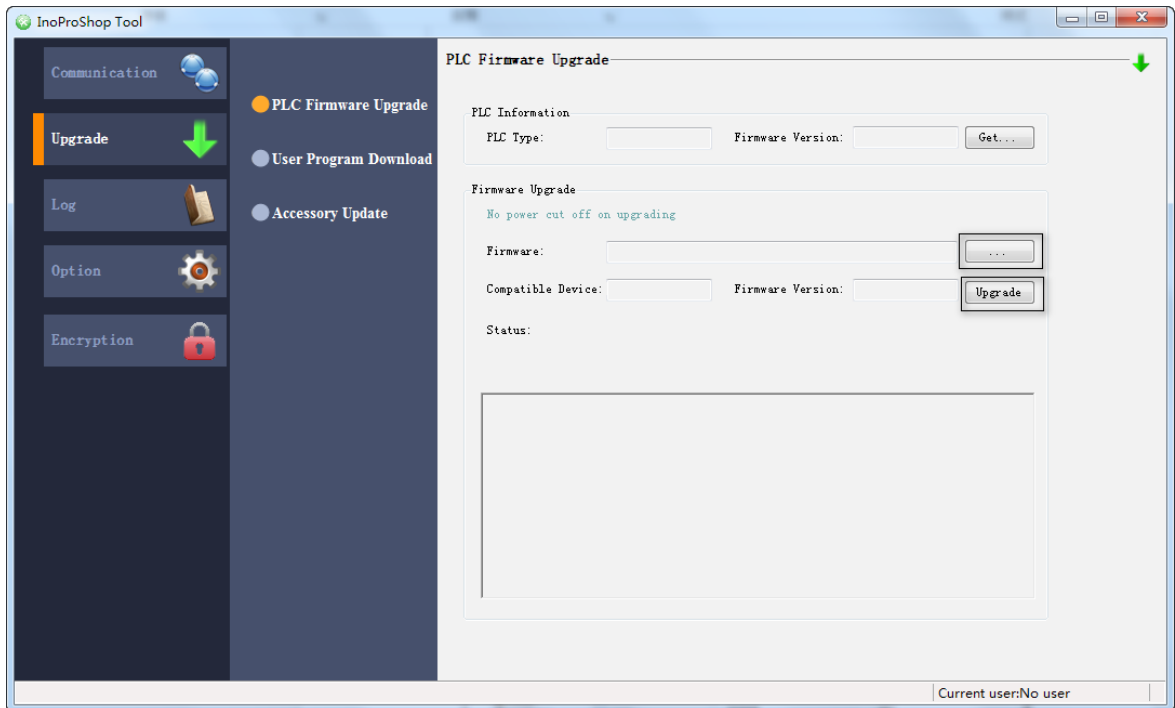 InoProShop Tool
Communication
Upgrade
Log
Option
Encryption
PLC Firmware Upgrade
User Program Download
Accessory Update
PLC Firmware Upgrade
PLC Information
PLC Type:
Firmware Version:
Get...
Firmware Upgrade
No power cut off on upgrading
Firmware:
...
Compatible Device:
Firmware Version:
Upgrade
Status:
Current user:No user